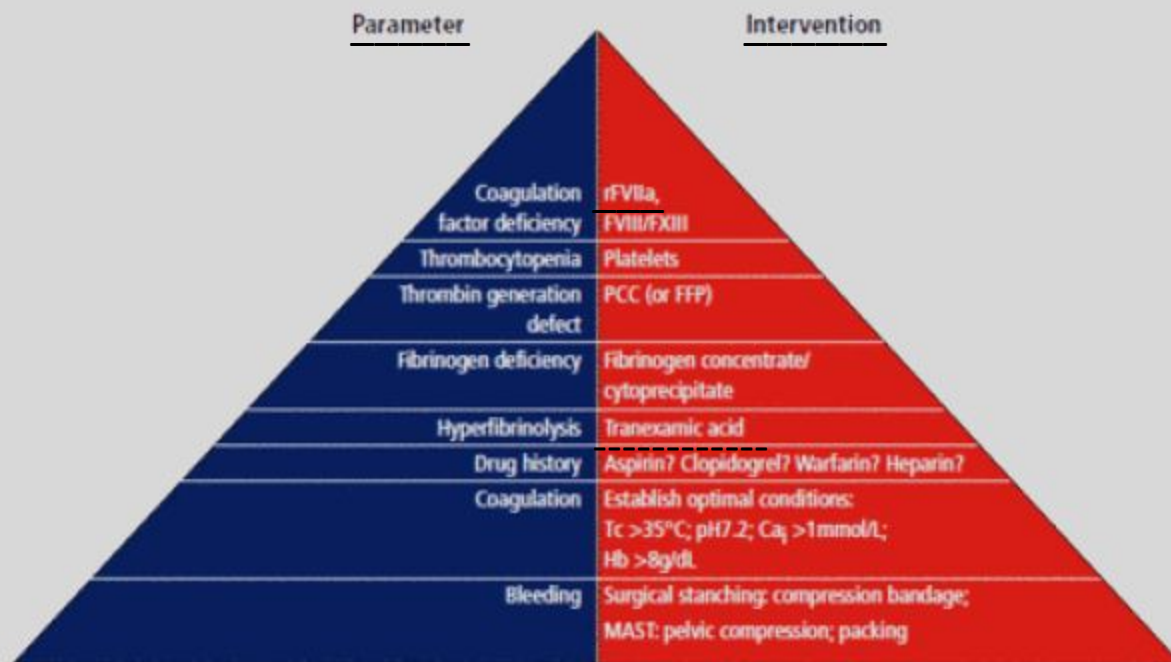 Parameter Intervention
Coagulation rFVIIa,
factor deficiency FVIII/FXIII
Thrombocytopenia Platelets
Thrombin generation PCC (or FFP)
defect
Fibrinogen deficiency Fibrinogen concentrate/
cytoprecipitate
Hyperfibrinolysis Tranexamic acid
Drug history Aspirin? Clopidogrel? Warfarin? Heparin?
Coagulation Establish optimal conditions:
Tc >35°C; pH7.2; Caᵢ >1mmol/L;
Hb >8g/dL
Bleeding Surgical stanching: compression bandage;
MAST: pelvic compression; packing